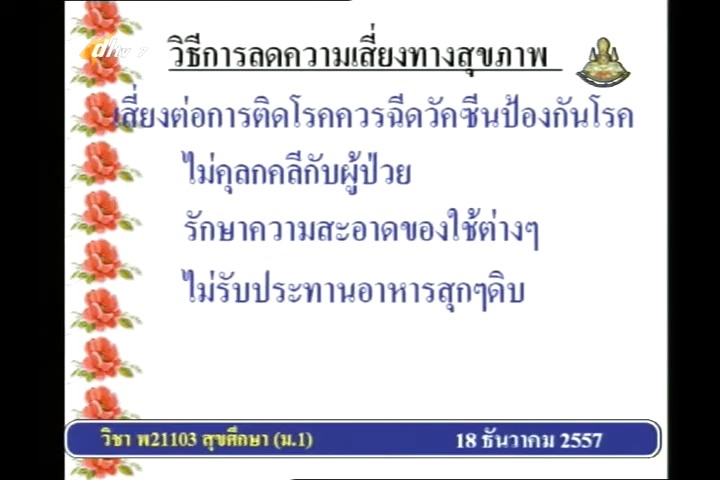 วิธีการลดความเสี่ยงทางสุขภาพ
เสี่ยงต่อการติดโรคควรฉีดวัคซีนป้องกันโรค
ไม่คุลกคลีกับผู้ป่วย
รักษาความสะอาดของใช้ต่างๆ
ไม่รับประทานอาหารสุกๆดิบ
วิชา พ21103 สุขศึกษา (ม.1) 18 ธันวาคม 2557